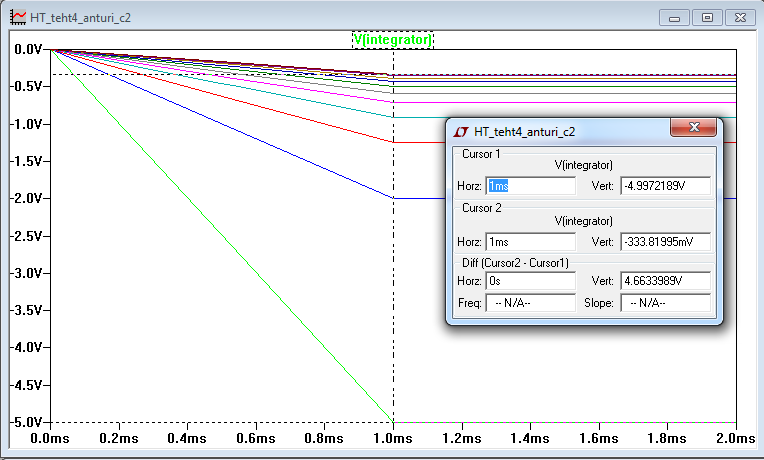 HT_teht4_anturi_c2
V(integrator)
0.0V
-0.5V
-1.0V
-1.5V
-2.0V
-2.5V
-3.0V
-3.5V
-4.0V
-4.5V
-5.0V
0.0ms 0.2ms 0.4ms 0.6ms 0.8ms 1.0ms 1.2ms 1.4ms 1.6ms 1.8ms 2.0ms
HT_teht4_anturi_c2
Cursor 1
V(integrator)
Horz: 1ms Vert: -4.9972189V
Cursor 2
V(integrator)
Horz: 1ms Vert: -333.81995mV
Diff (Cursor2 - Cursor1)
Horz: 0s Vert: 4.6633989V
Freq: -- N/A-- Slope: -- N/A--